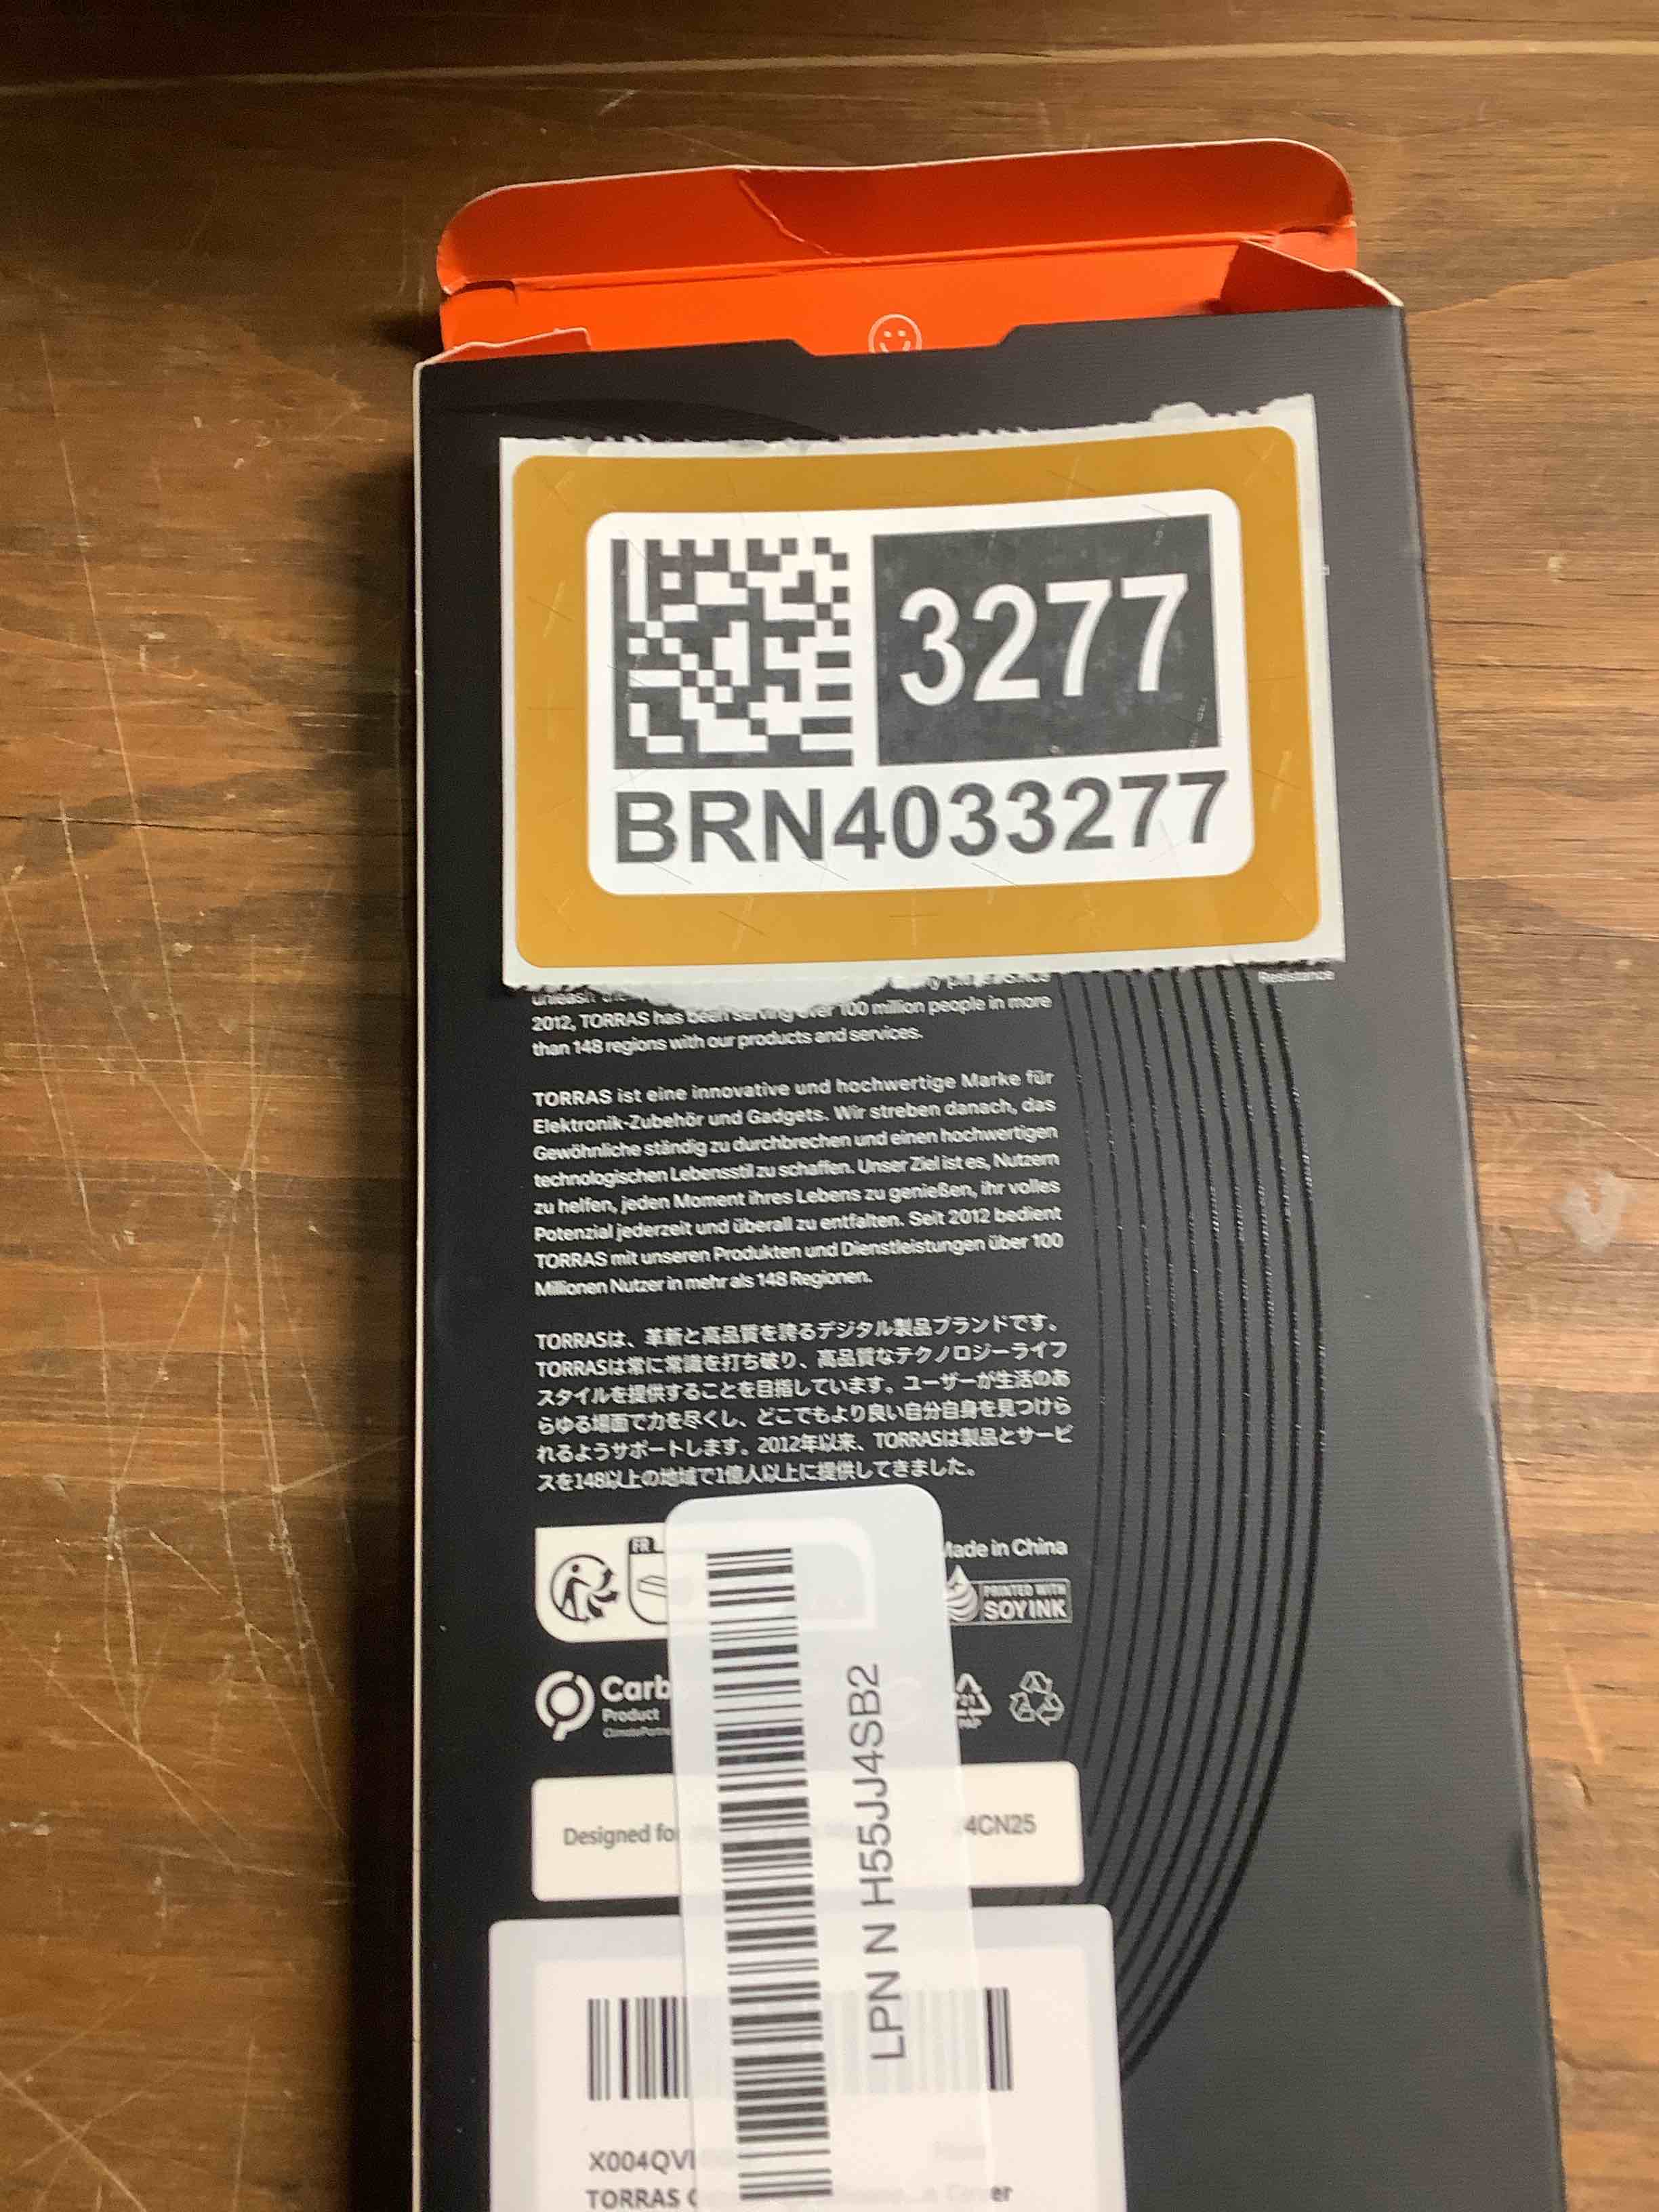 3277
BRN4033277
Resistance
2012, TORRAS has been serving over 100 million people in more
than 148 regions with our products and services.
TORRAS ist eine innovative und hochwertige Marke für
Elektronik-Zubehör und Gadgets. Wir streben danach, das
Gewöhnliche ständig zu durchbrechen und einen hochwertigen
technologischen Lebensstil zu schaffen. Unser Ziel ist es, Nutzern
zu helfen, jeden Moment ihres Lebens zu genießen, ihr volles
Potenzial jederzeit und überall zu entfalten. Seit 2012 bedient
TORRAS mit unseren Produkten und Dienstleistungen über 100
Millionen Nutzer in mehr als 148 Regionen.
TORRASは、革新と高品質を誇るデジタル製品ブランドです。
TORRASは常に常識を打ち破り、高品質なテクノロジーライフ
スタイルを提供することを目指しています。ユーザーが生活のあ
らゆる場面で力を尽くし、どこでもより良い自分自身を見つけら
れるようサポートします。2012年以来、TORRASは製品とサービ
スを148以上の地域で1億人以上に提供してきました。
FR
Made in China
PRINTED WITH
SOY INK
Carb
Product
21
PAP
Designed for
4CN25
LPN N H55JJ4SB2
X004QV
TORRAS